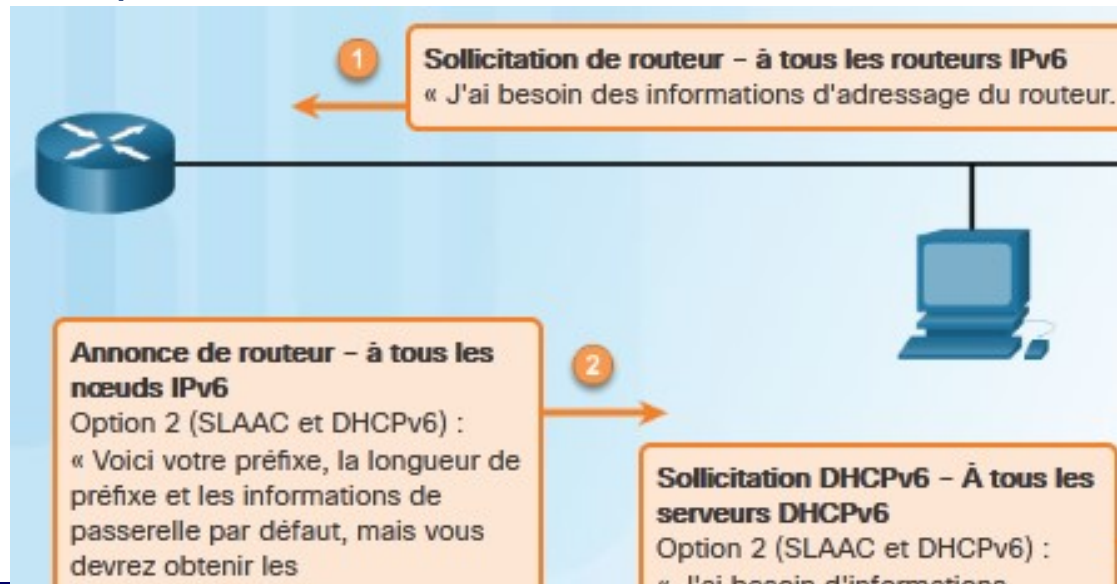 1
Sollicitation de routeur – à tous les routeurs IPv6
« J'ai besoin des informations d'adressage du routeur.
Annonce de routeur – à tous les
nœuds IPv6
Option 2 (SLAAC et DHCPv6) :
« Voici votre préfixe, la longueur de
préfixe et les informations de
passerelle par défaut, mais vous
devrez obtenir les
2
Sollicitation DHCPv6 – À tous les
serveurs DHCPv6
Option 2 (SLAAC et DHCPv6) :
« J'ai besoin d'informations